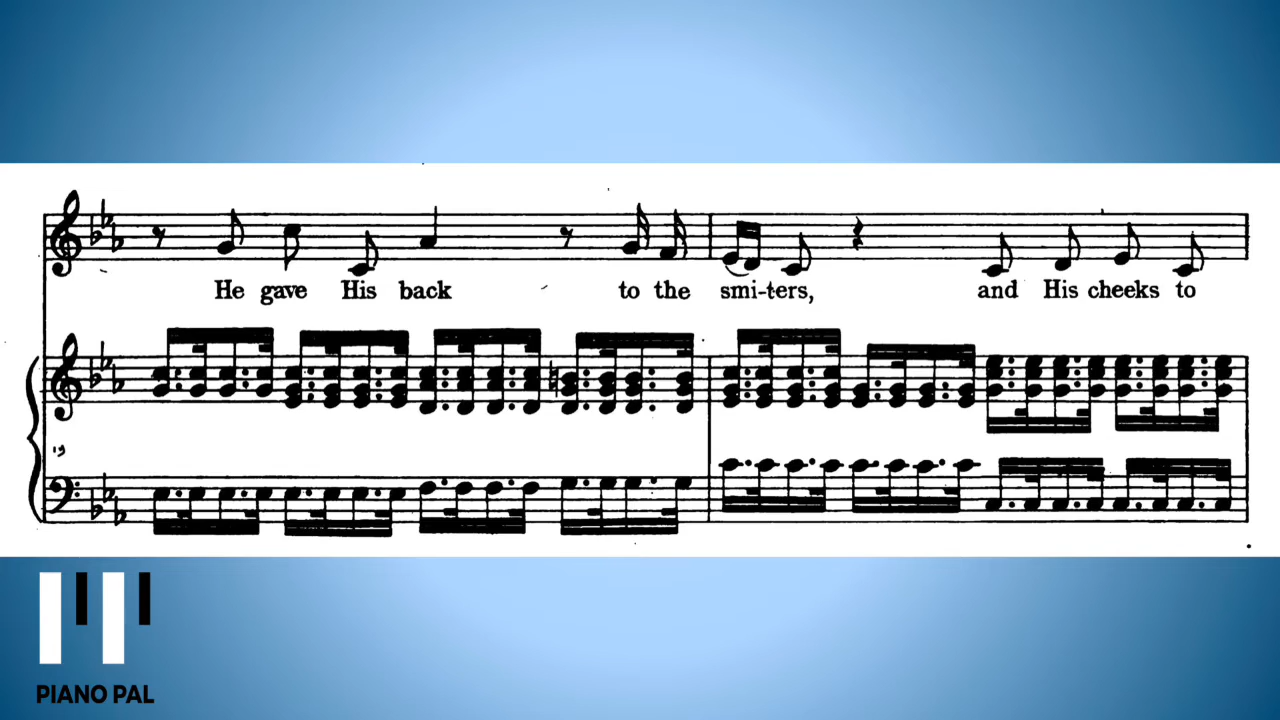 He gave His back to the smi-ters, and His cheeks to
PIANO PAL